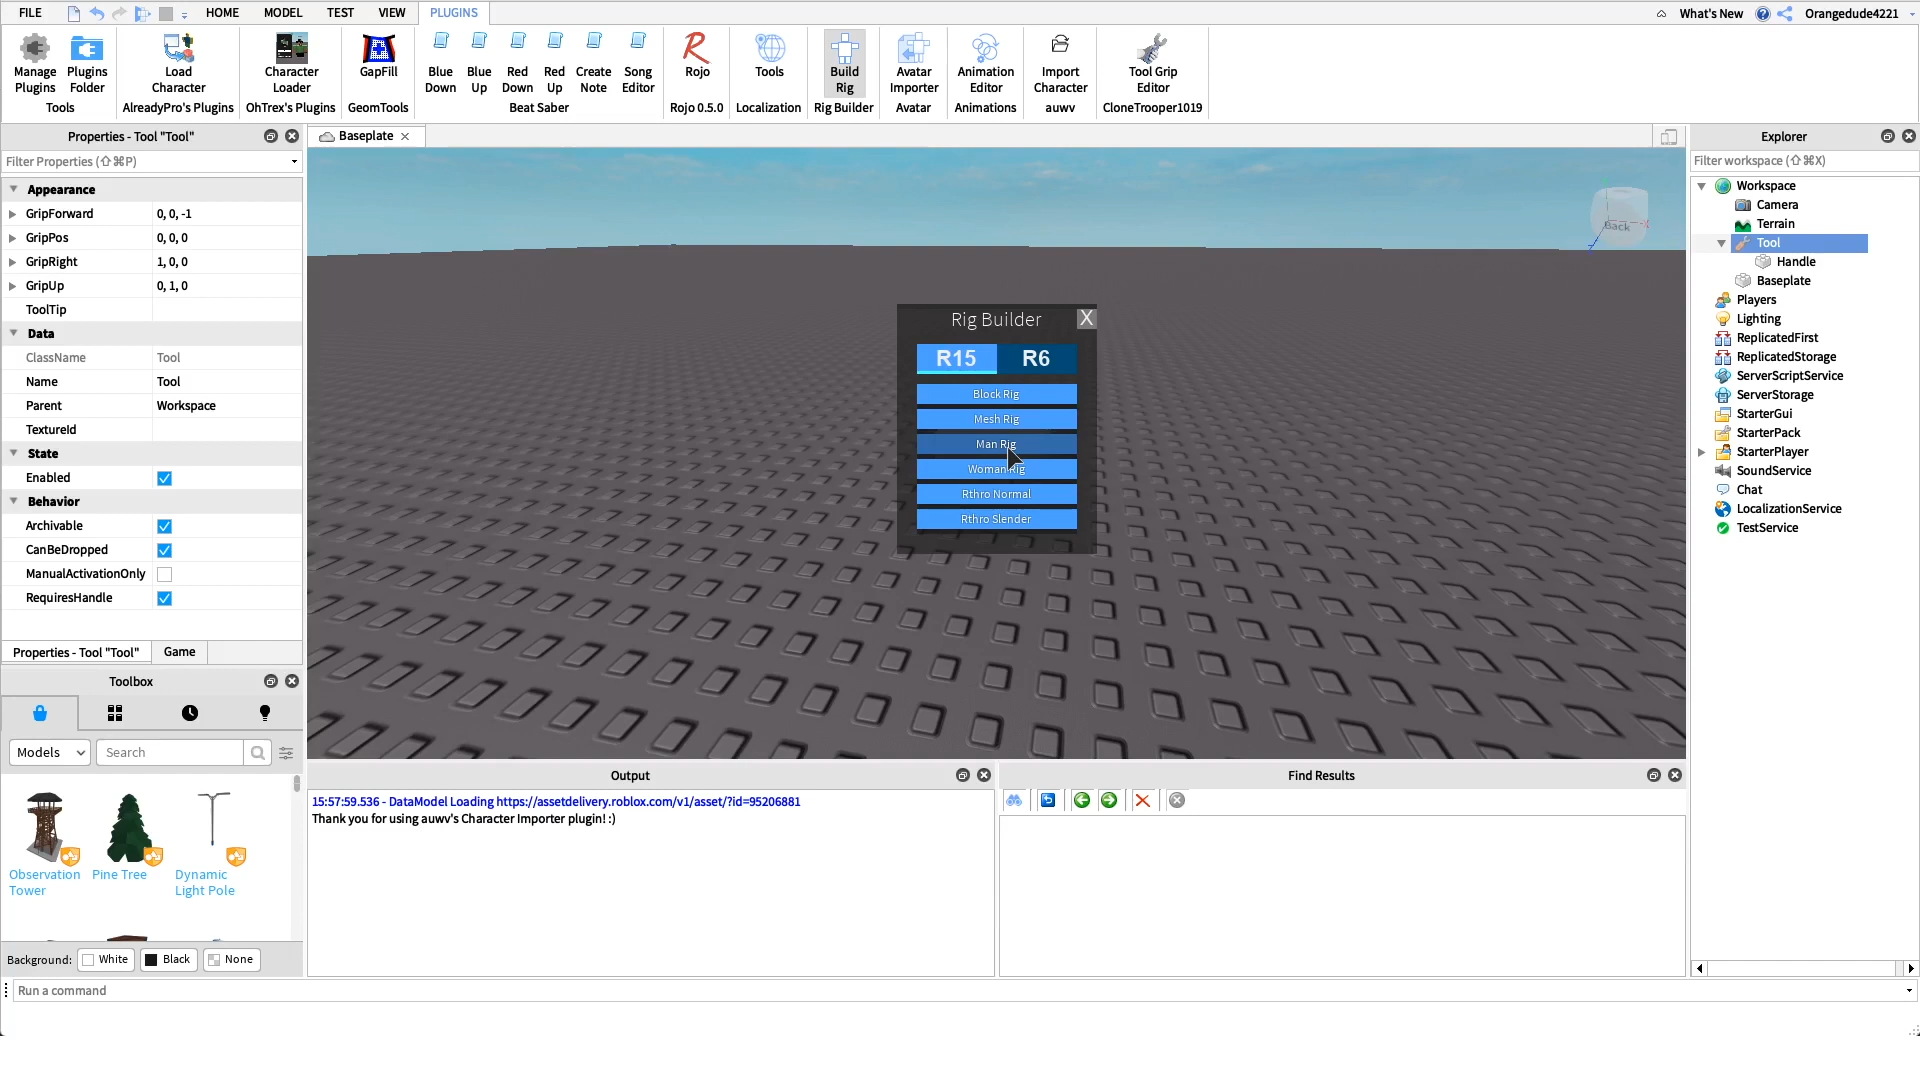 FILE HOME MODEL TEST VIEW PLUGINS What's New Orangedude4221
Manage Plugins
Plugins Folder
Tools
Load Character
AlreadyPro's Plugins
Character Loader
OhTrex's Plugins
GapFill
GeomTools
Blue Down
Blue Up
Red Down
Red Up
Create Note
Song Editor
Beat Saber
Rojo
Rojo 0.5.0
Tools
Localization
Build Rig
Rig Builder
Avatar Importer
Avatar
Animation Editor
Animations
Import Character
auwv
Tool Grip Editor
CloneTrooper1019
Properties - Tool "Tool"
Filter Properties (⇧⌘P)
Appearance
GripForward 0, 0, -1
GripPos 0, 0, 0
GripRight 1, 0, 0
GripUp 0, 1, 0
ToolTip
Data
ClassName Tool
Name Tool
Parent Workspace
TextureId
State
Enabled
Behavior
Archivable
CanBeDropped
ManualActivationOnly
RequiresHandle
Properties - Tool "Tool" Game
Toolbox
Models Search
Observation Tower
Pine Tree
Dynamic Light Pole
Background: White Black None
Run a command
Baseplate
Back
Rig Builder X
R15 R6
Block Rig
Mesh Rig
Man Rig
Woman Rig
Rthro Normal
Rthro Slender
Output
15:57:59.536 - DataModel Loading https://assetdelivery.roblox.com/v1/asset/?id=95206881
Thank you for using auwv's Character Importer plugin! :)
Find Results
Explorer
Filter workspace (⇧⌘X)
Workspace
Camera
Terrain
Tool
Handle
Baseplate
Players
Lighting
ReplicatedFirst
ReplicatedStorage
ServerScriptService
ServerStorage
StarterGui
StarterPack
StarterPlayer
SoundService
Chat
LocalizationService
TestService